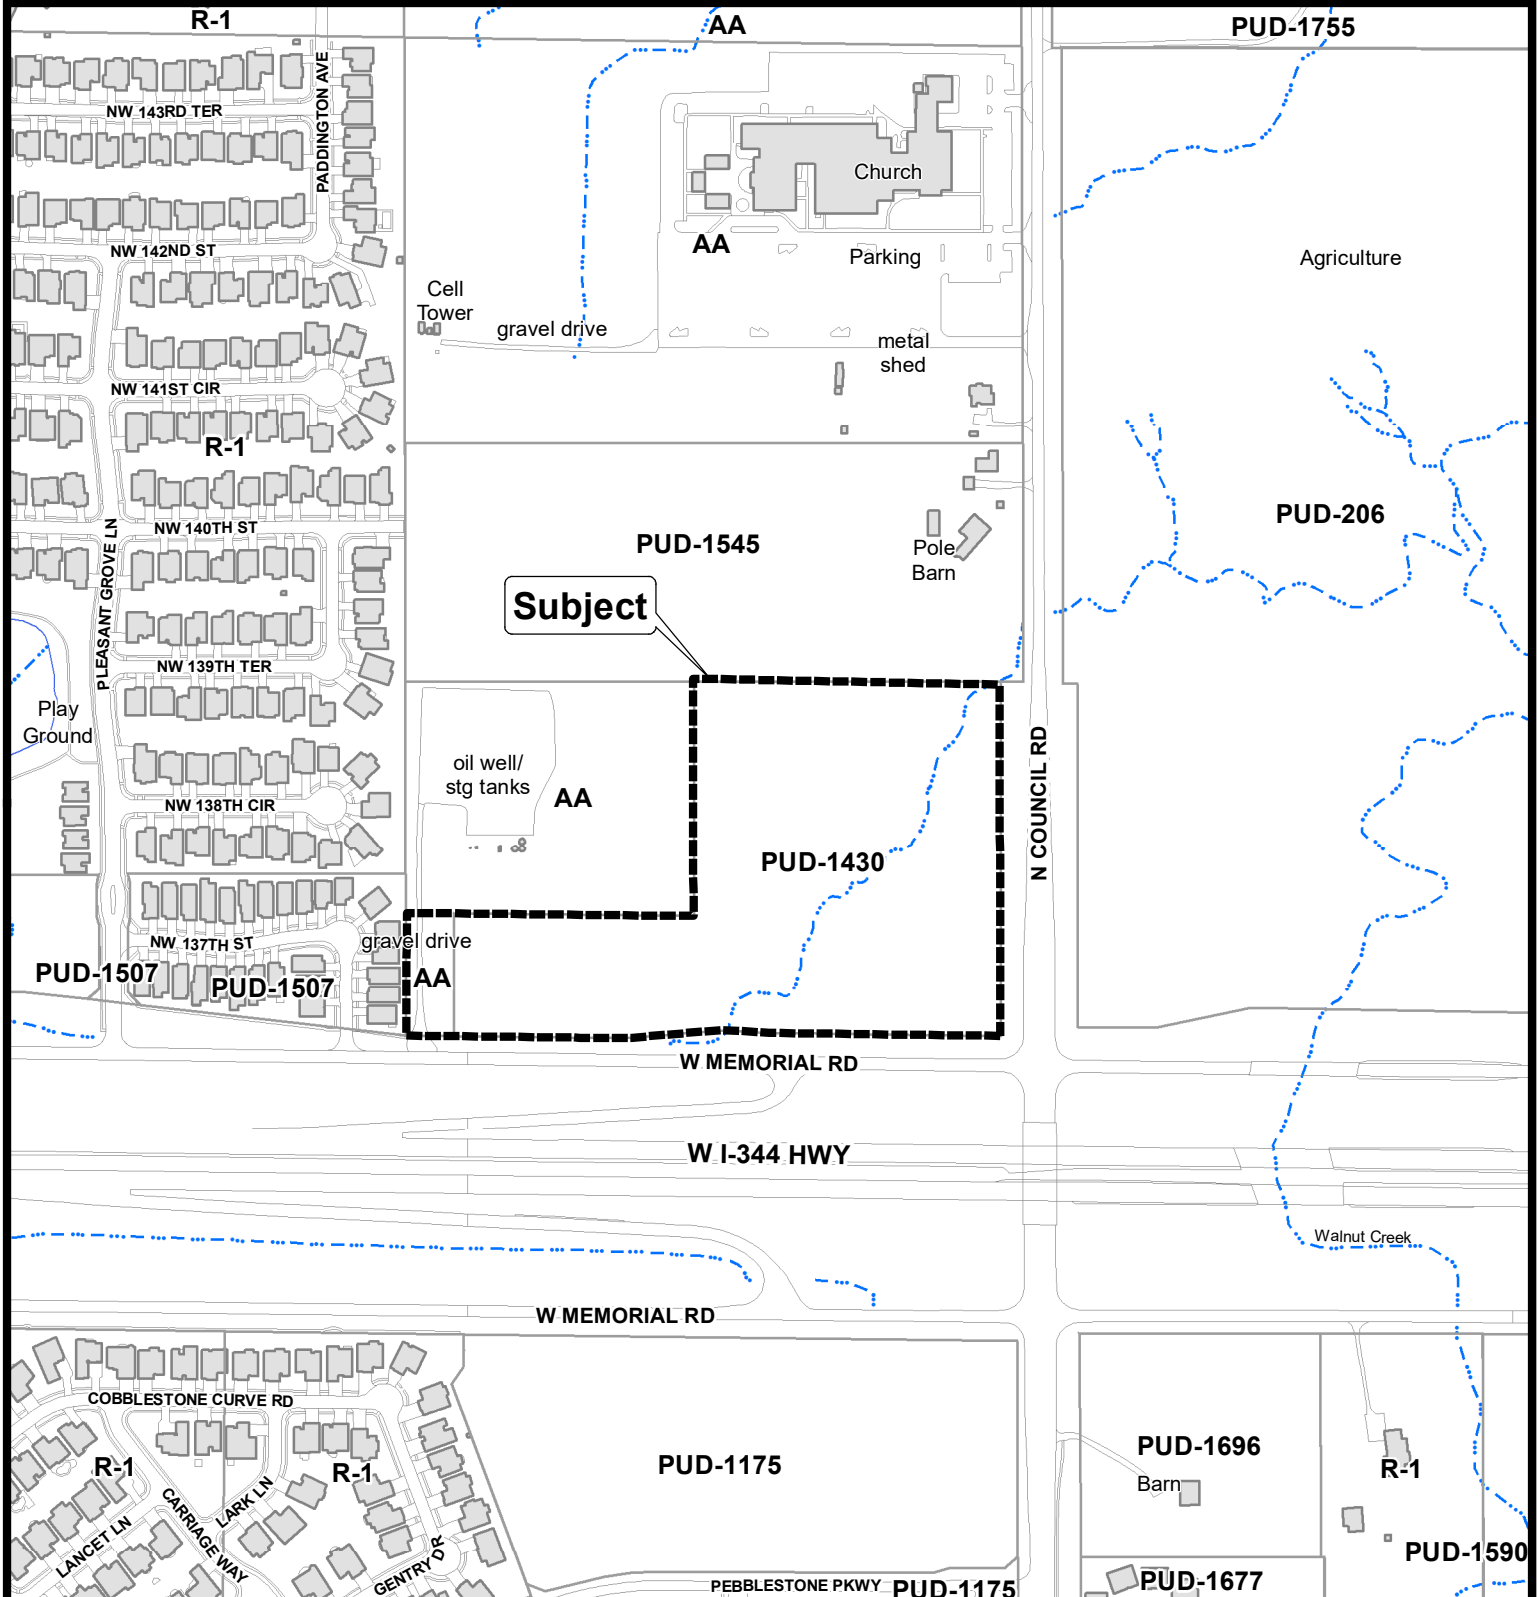 R-1
AA
PUD-1755
NW 143RD TER
PADDINGTON AVE
Church
NW 142ND ST
AA
Parking
Agriculture
Cell
Tower
gravel drive
metal
shed
NW 141ST CIR
R-1
PUD-206
NW 140TH ST
PLEASANT GROVE LN
PUD-1545
Pole
Barn
Subject
NW 139TH TER
Play
Ground
oil well/
stg tanks
AA
N COUNCIL RD
NW 138TH CIR
PUD-1430
NW 137TH ST
gravel drive
PUD-1507
PUD-1507
AA
W MEMORIAL RD
W I-344 HWY
Walnut Creek
W MEMORIAL RD
COBBLESTONE CURVE RD
R-1
R-1
PUD-1175
PUD-1696
Barn
R-1
LARK LN
CARRIAGE WAY
LANCET LN
GENTRY DR
PUD-1590
PEBBLESTONE PKWY
PUD-1175
PUD-1677